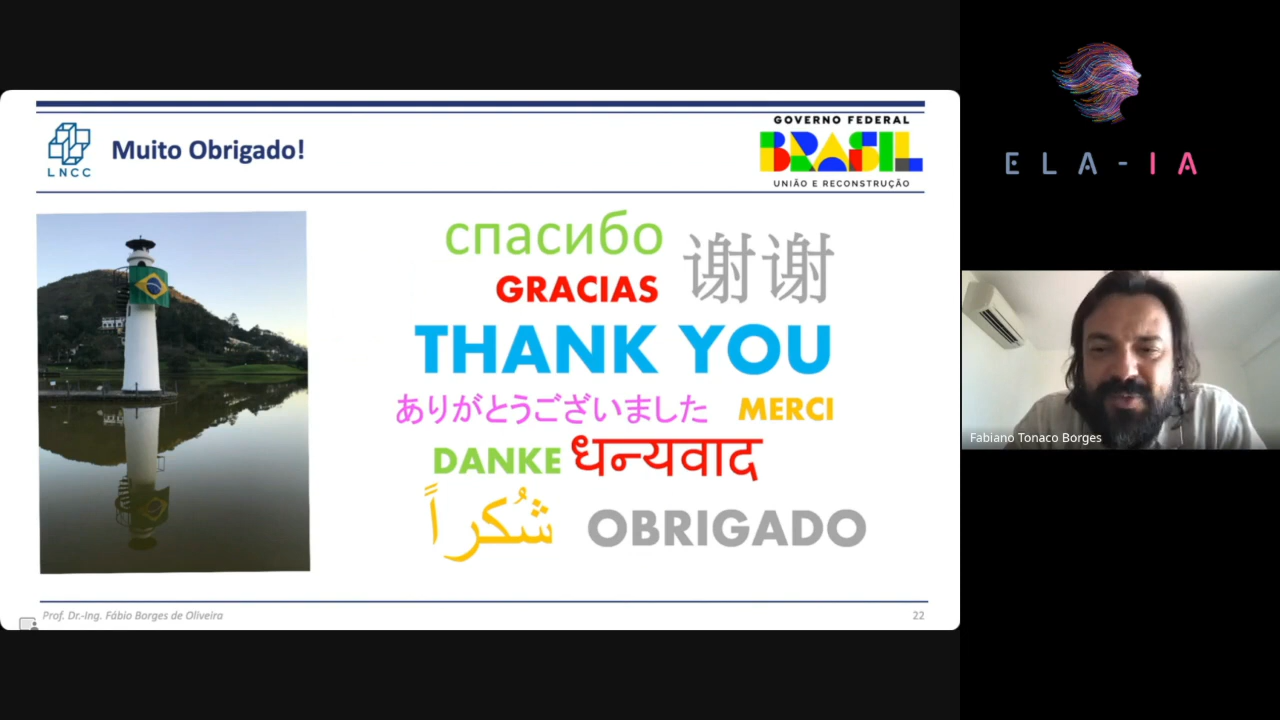 LNCC
Muito Obrigado!
GOVERNO FEDERAL
BRASIL
UNIÃO E RECONSTRUÇÃO
спасибо
谢谢
GRACIAS
THANK YOU
ありがとうございました
MERCI
DANKE
धन्यवाद
شُكراً
OBRIGADO
Prof. Dr.-Ing. Fábio Borges de Oliveira
22
ELA-IA
Fabiano Tonaco Borges